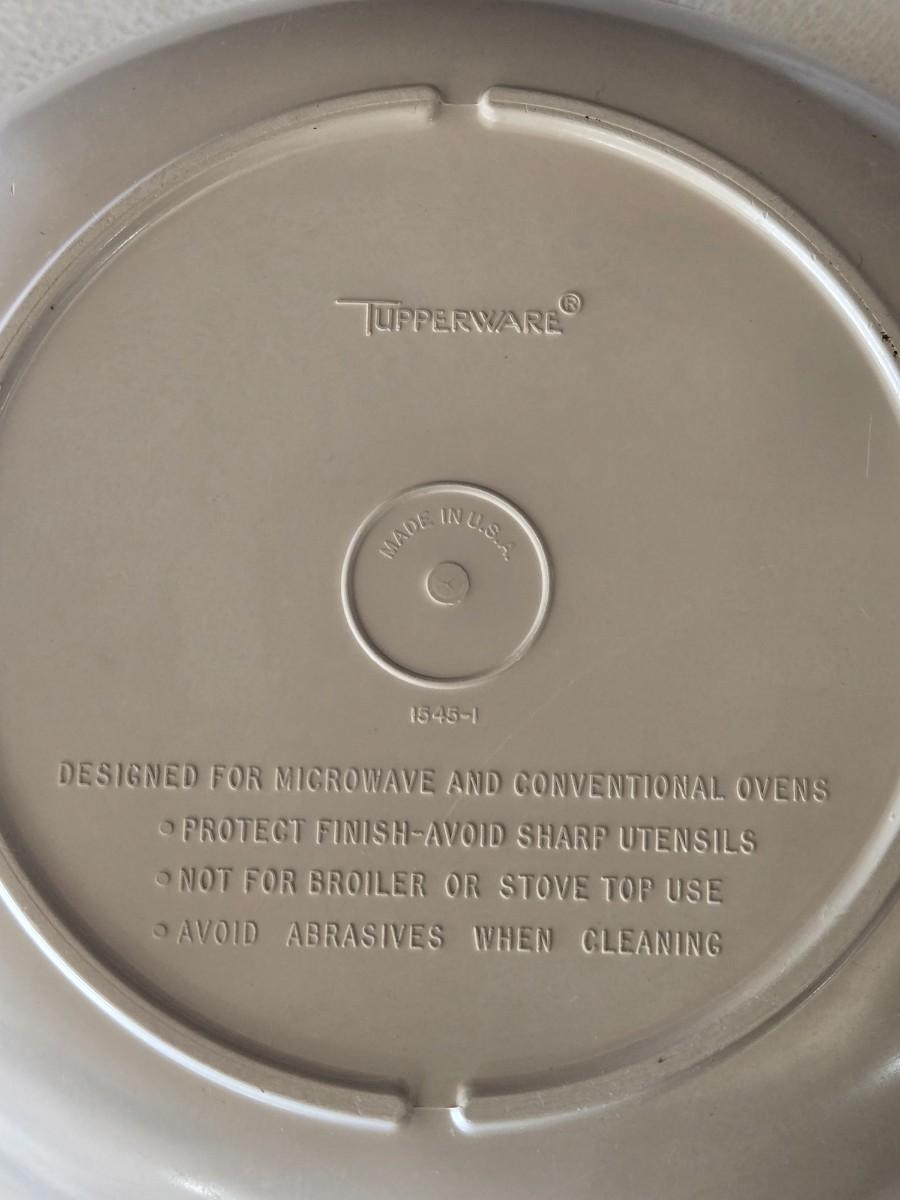 TUPPERWARE®
MADE IN U.S.A.
1545-1
DESIGNED FOR MICROWAVE AND CONVENTIONAL OVENS
○ PROTECT FINISH-AVOID SHARP UTENSILS
○ NOT FOR BROILER OR STOVE TOP USE
○ AVOID ABRASIVES WHEN CLEANING